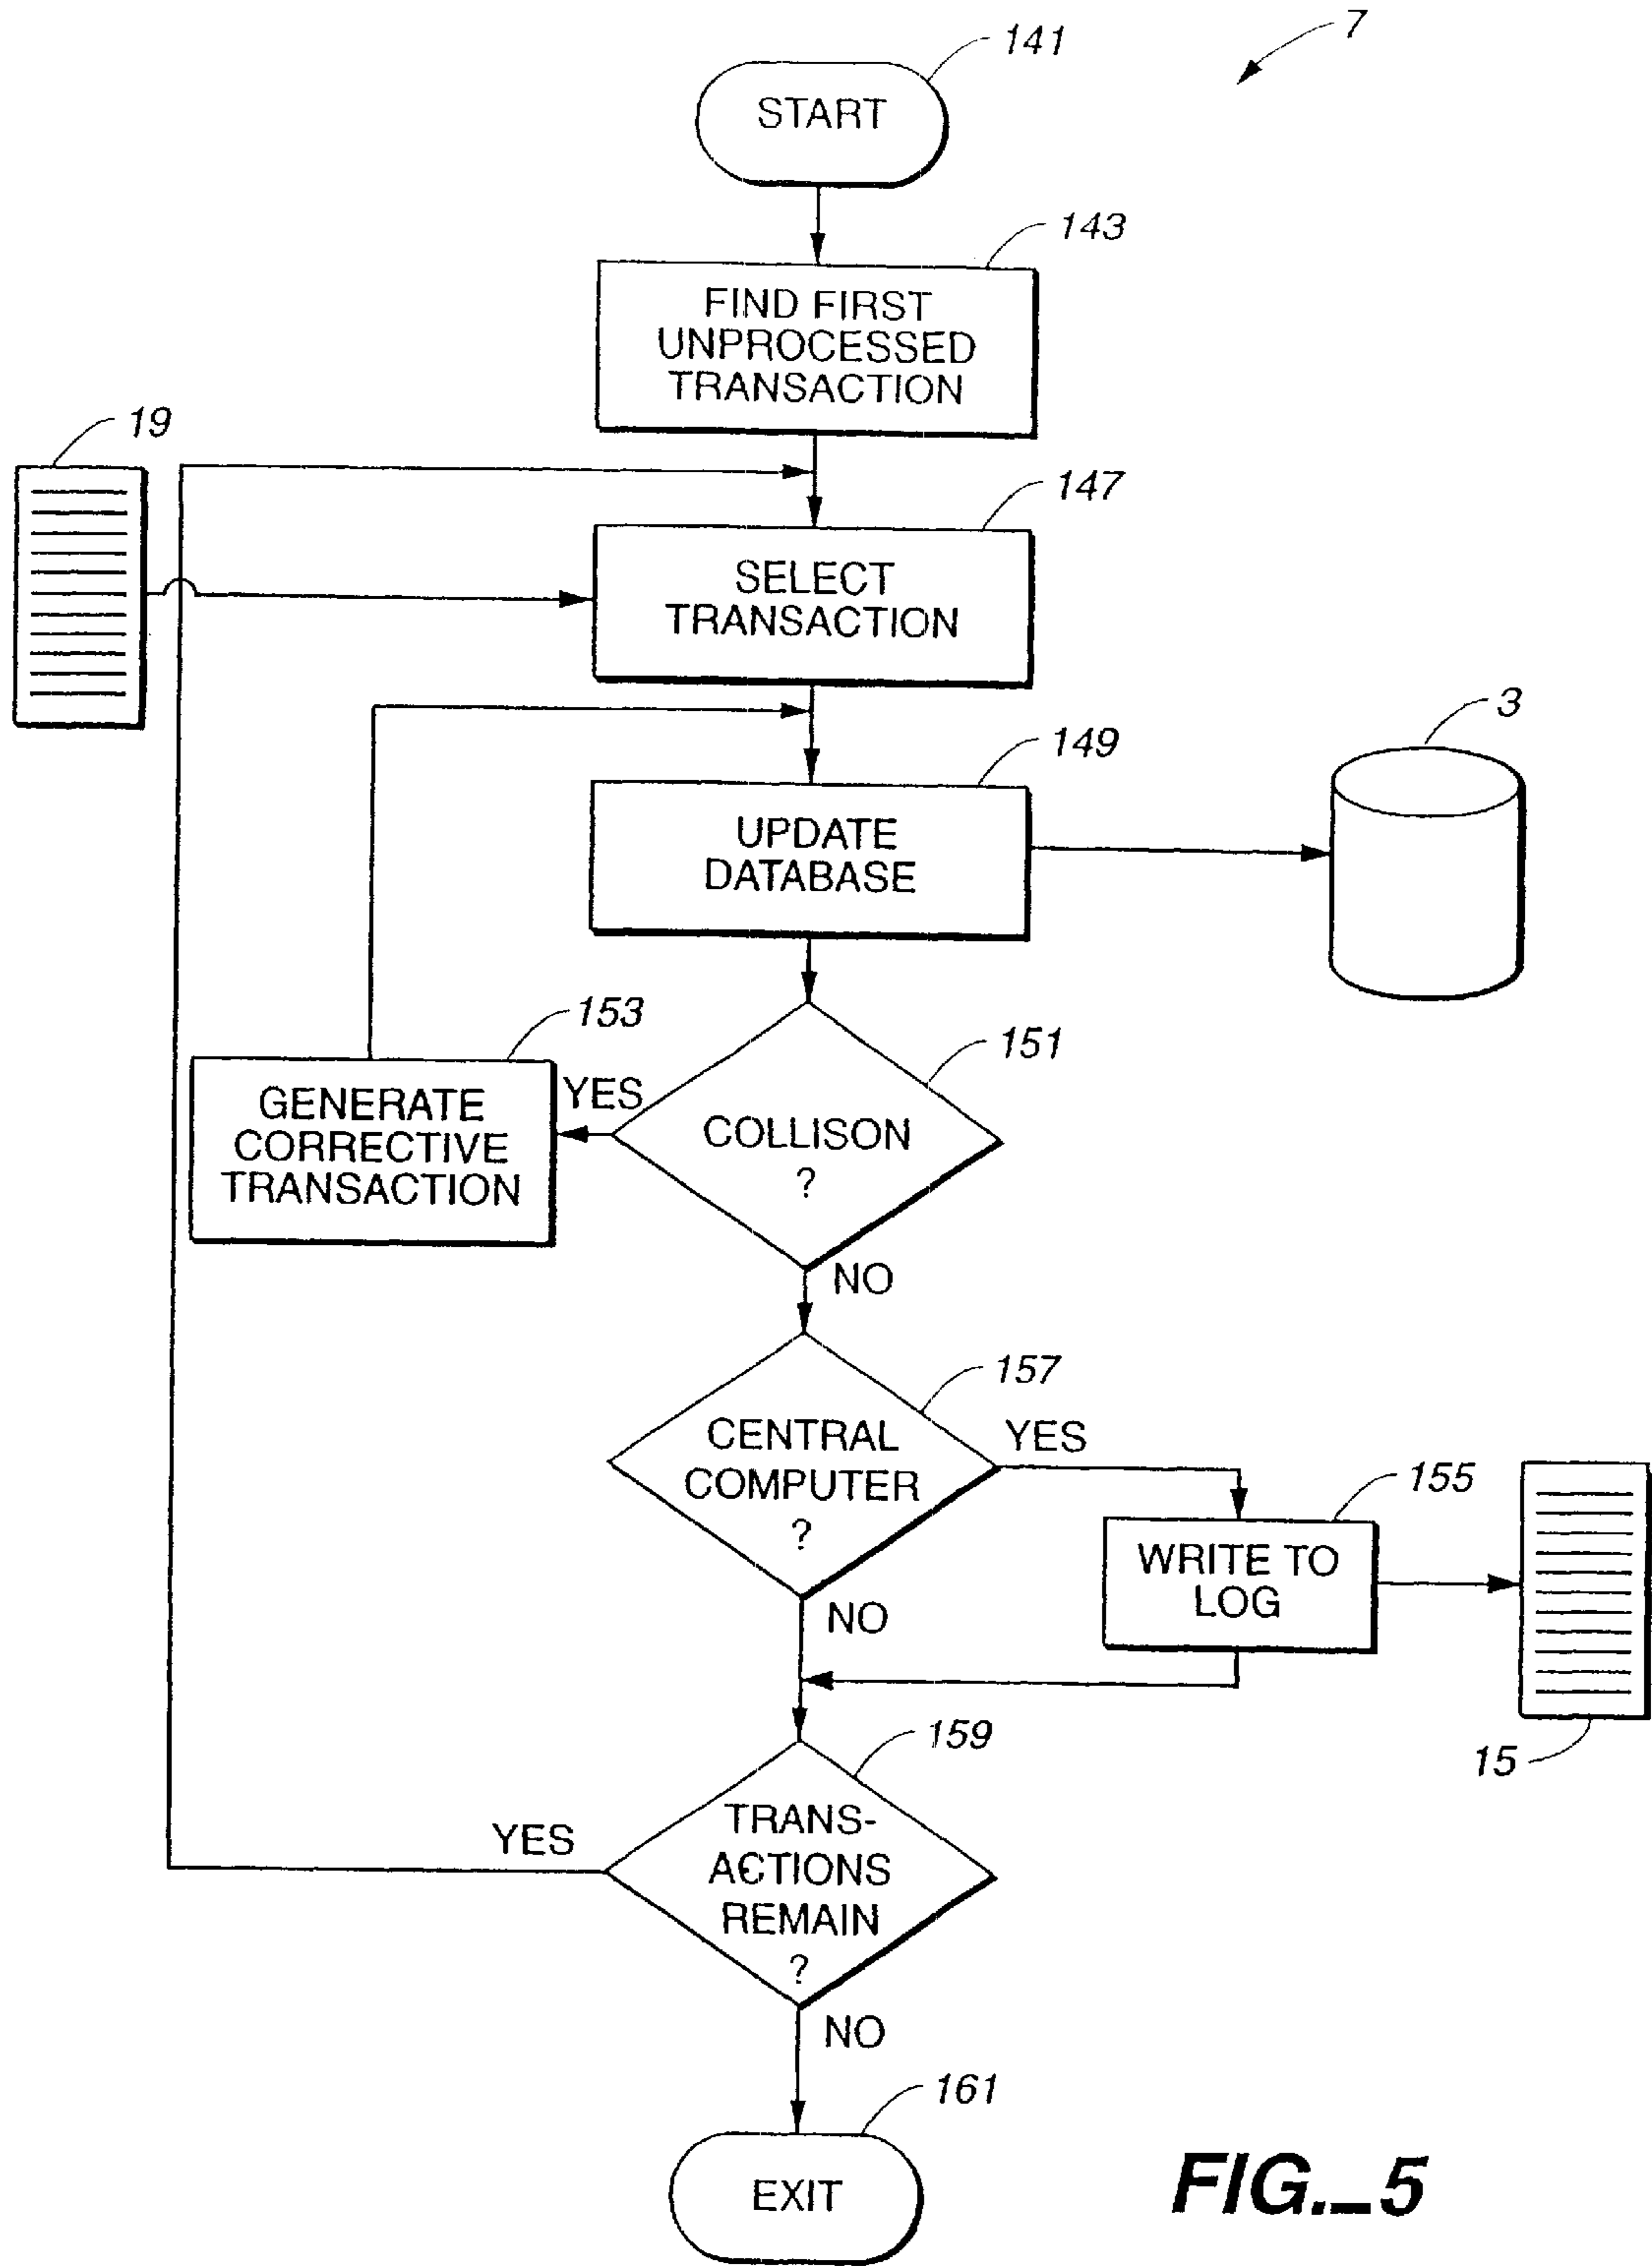 7
141
START
143
FIND FIRST
UNPROCESSED
TRANSACTION
19
147
SELECT
TRANSACTION
3
149
UPDATE
DATABASE
153
GENERATE
CORRECTIVE
TRANSACTION
YES
151
COLLISON
?
NO
157
CENTRAL
COMPUTER
?
YES
155
WRITE TO
LOG
NO
15
159
YES
TRANS-
ACTIONS
REMAIN
?
NO
161
EXIT
FIG._5